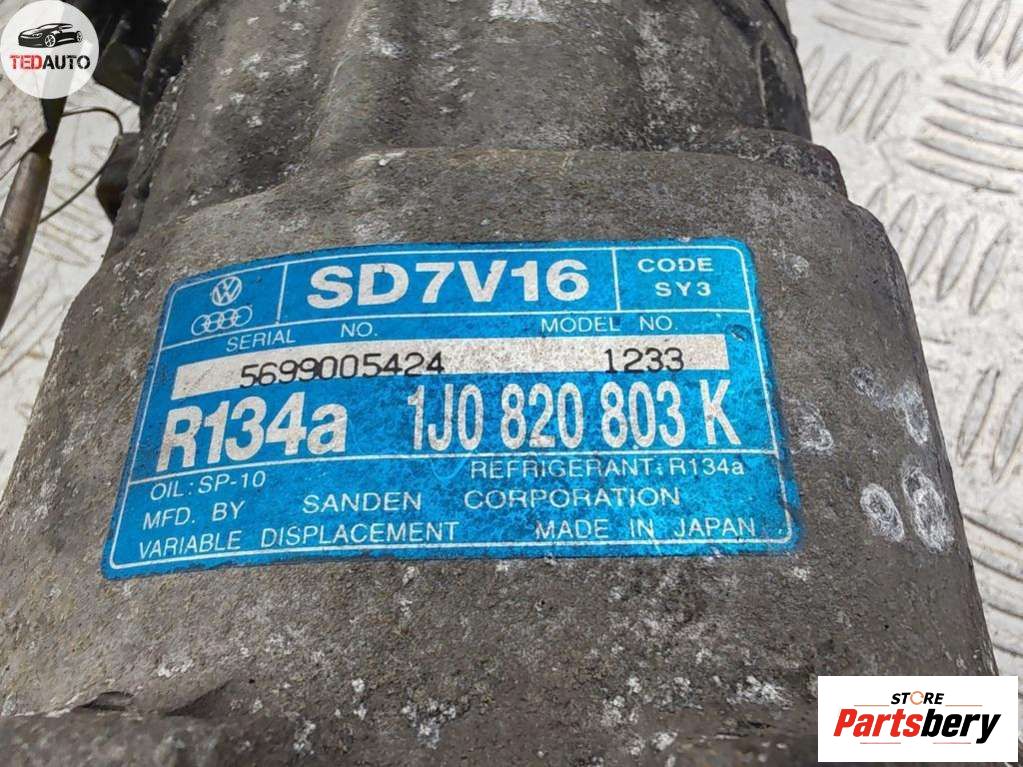 TEDAUTO
VW
SD7V16
CODE
SY3
SERIAL NO. MODEL NO.
5699005424 1233
R134a 1J0 820 803 K
OIL: SP-10 REFRIGERANT: R134a
MFD. BY SANDEN CORPORATION
VARIABLE DISPLACEMENT MADE IN JAPAN
STORE
Partsbery